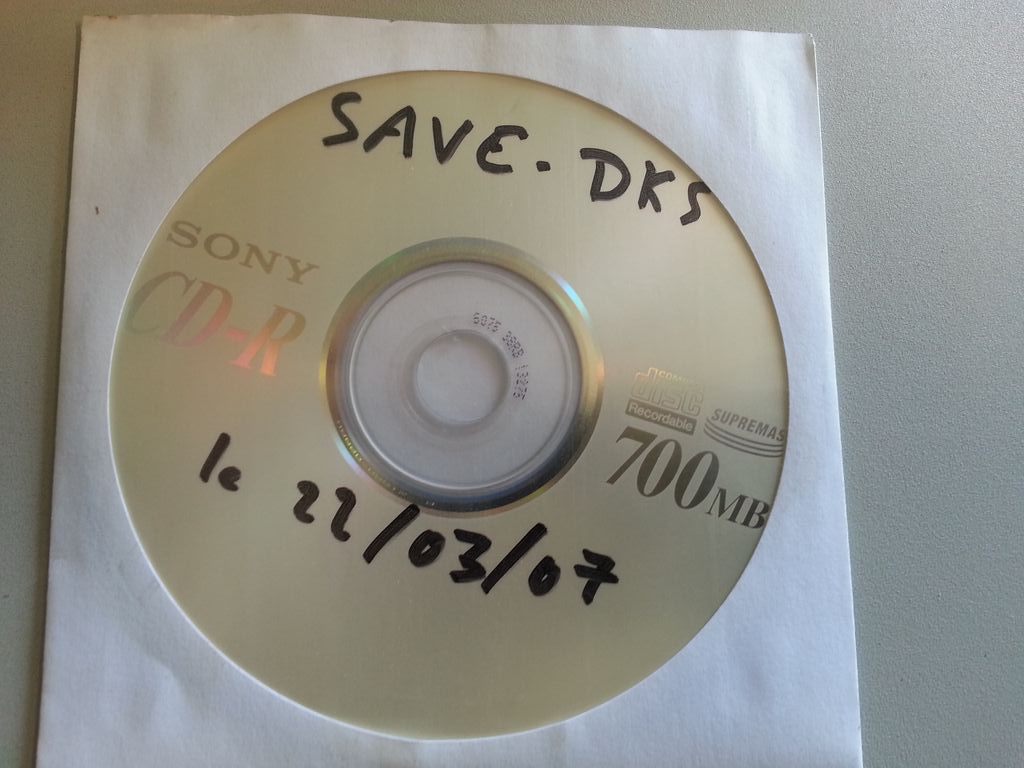 SAVE. DKS
SONY
CD-R
COMPACT
disc
Recordable
SUPREMAS
700MB
le 22/03/07